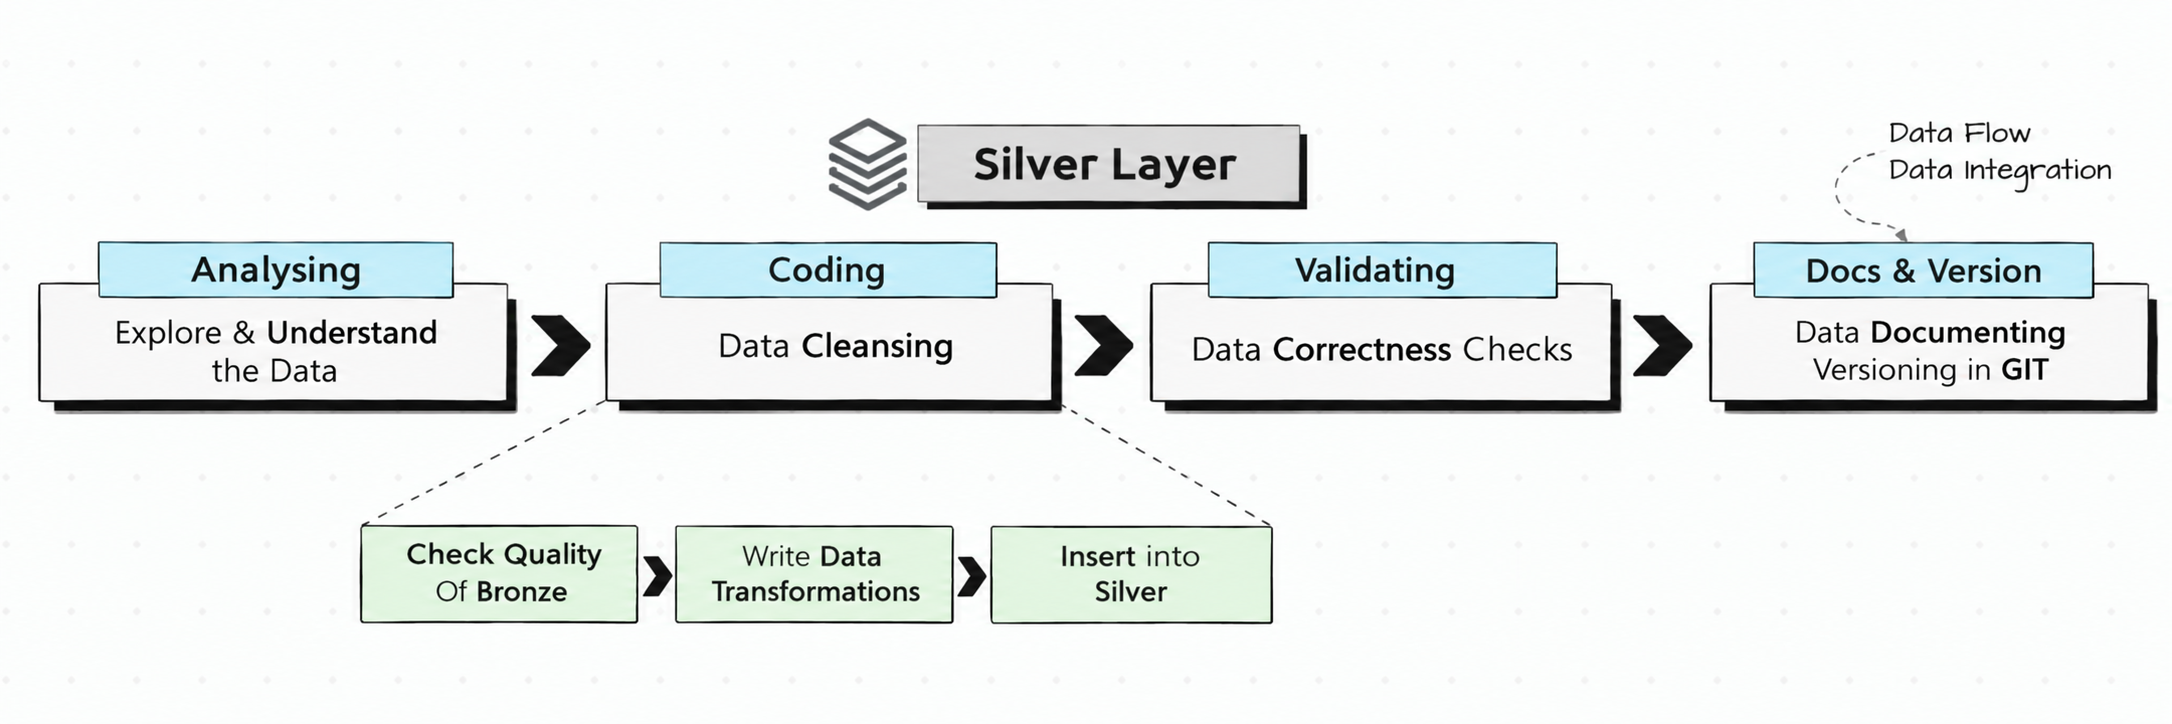 Silver Layer
Data Flow
Data Integration
Analysing
Explore & Understand
the Data
Coding
Data Cleansing
Validating
Data Correctness Checks
Docs & Version
Data Documenting
Versioning in GIT
Check Quality
Of Bronze
Write Data
Transformations
Insert into
Silver